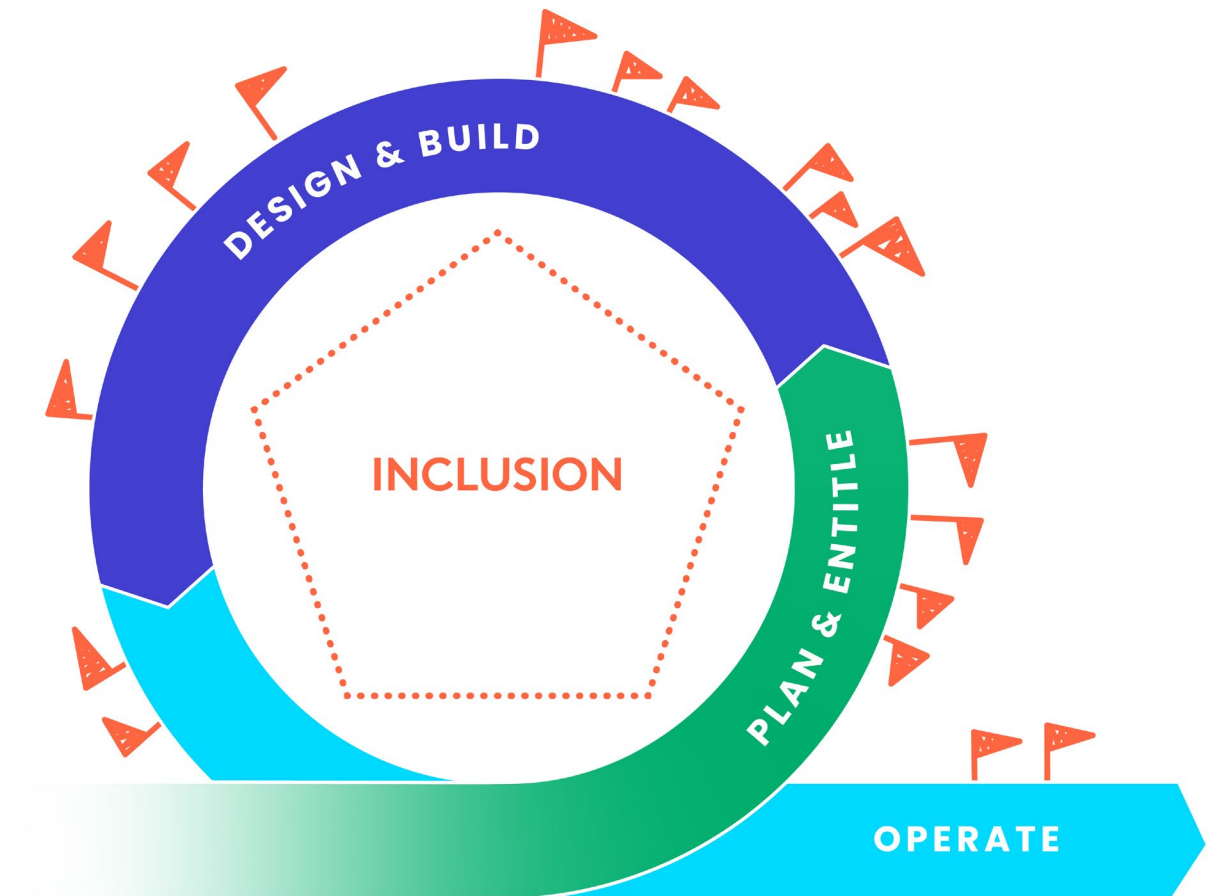 DESIGN & BUILD
INCLUSION
PLAN & ENTITLE
OPERATE